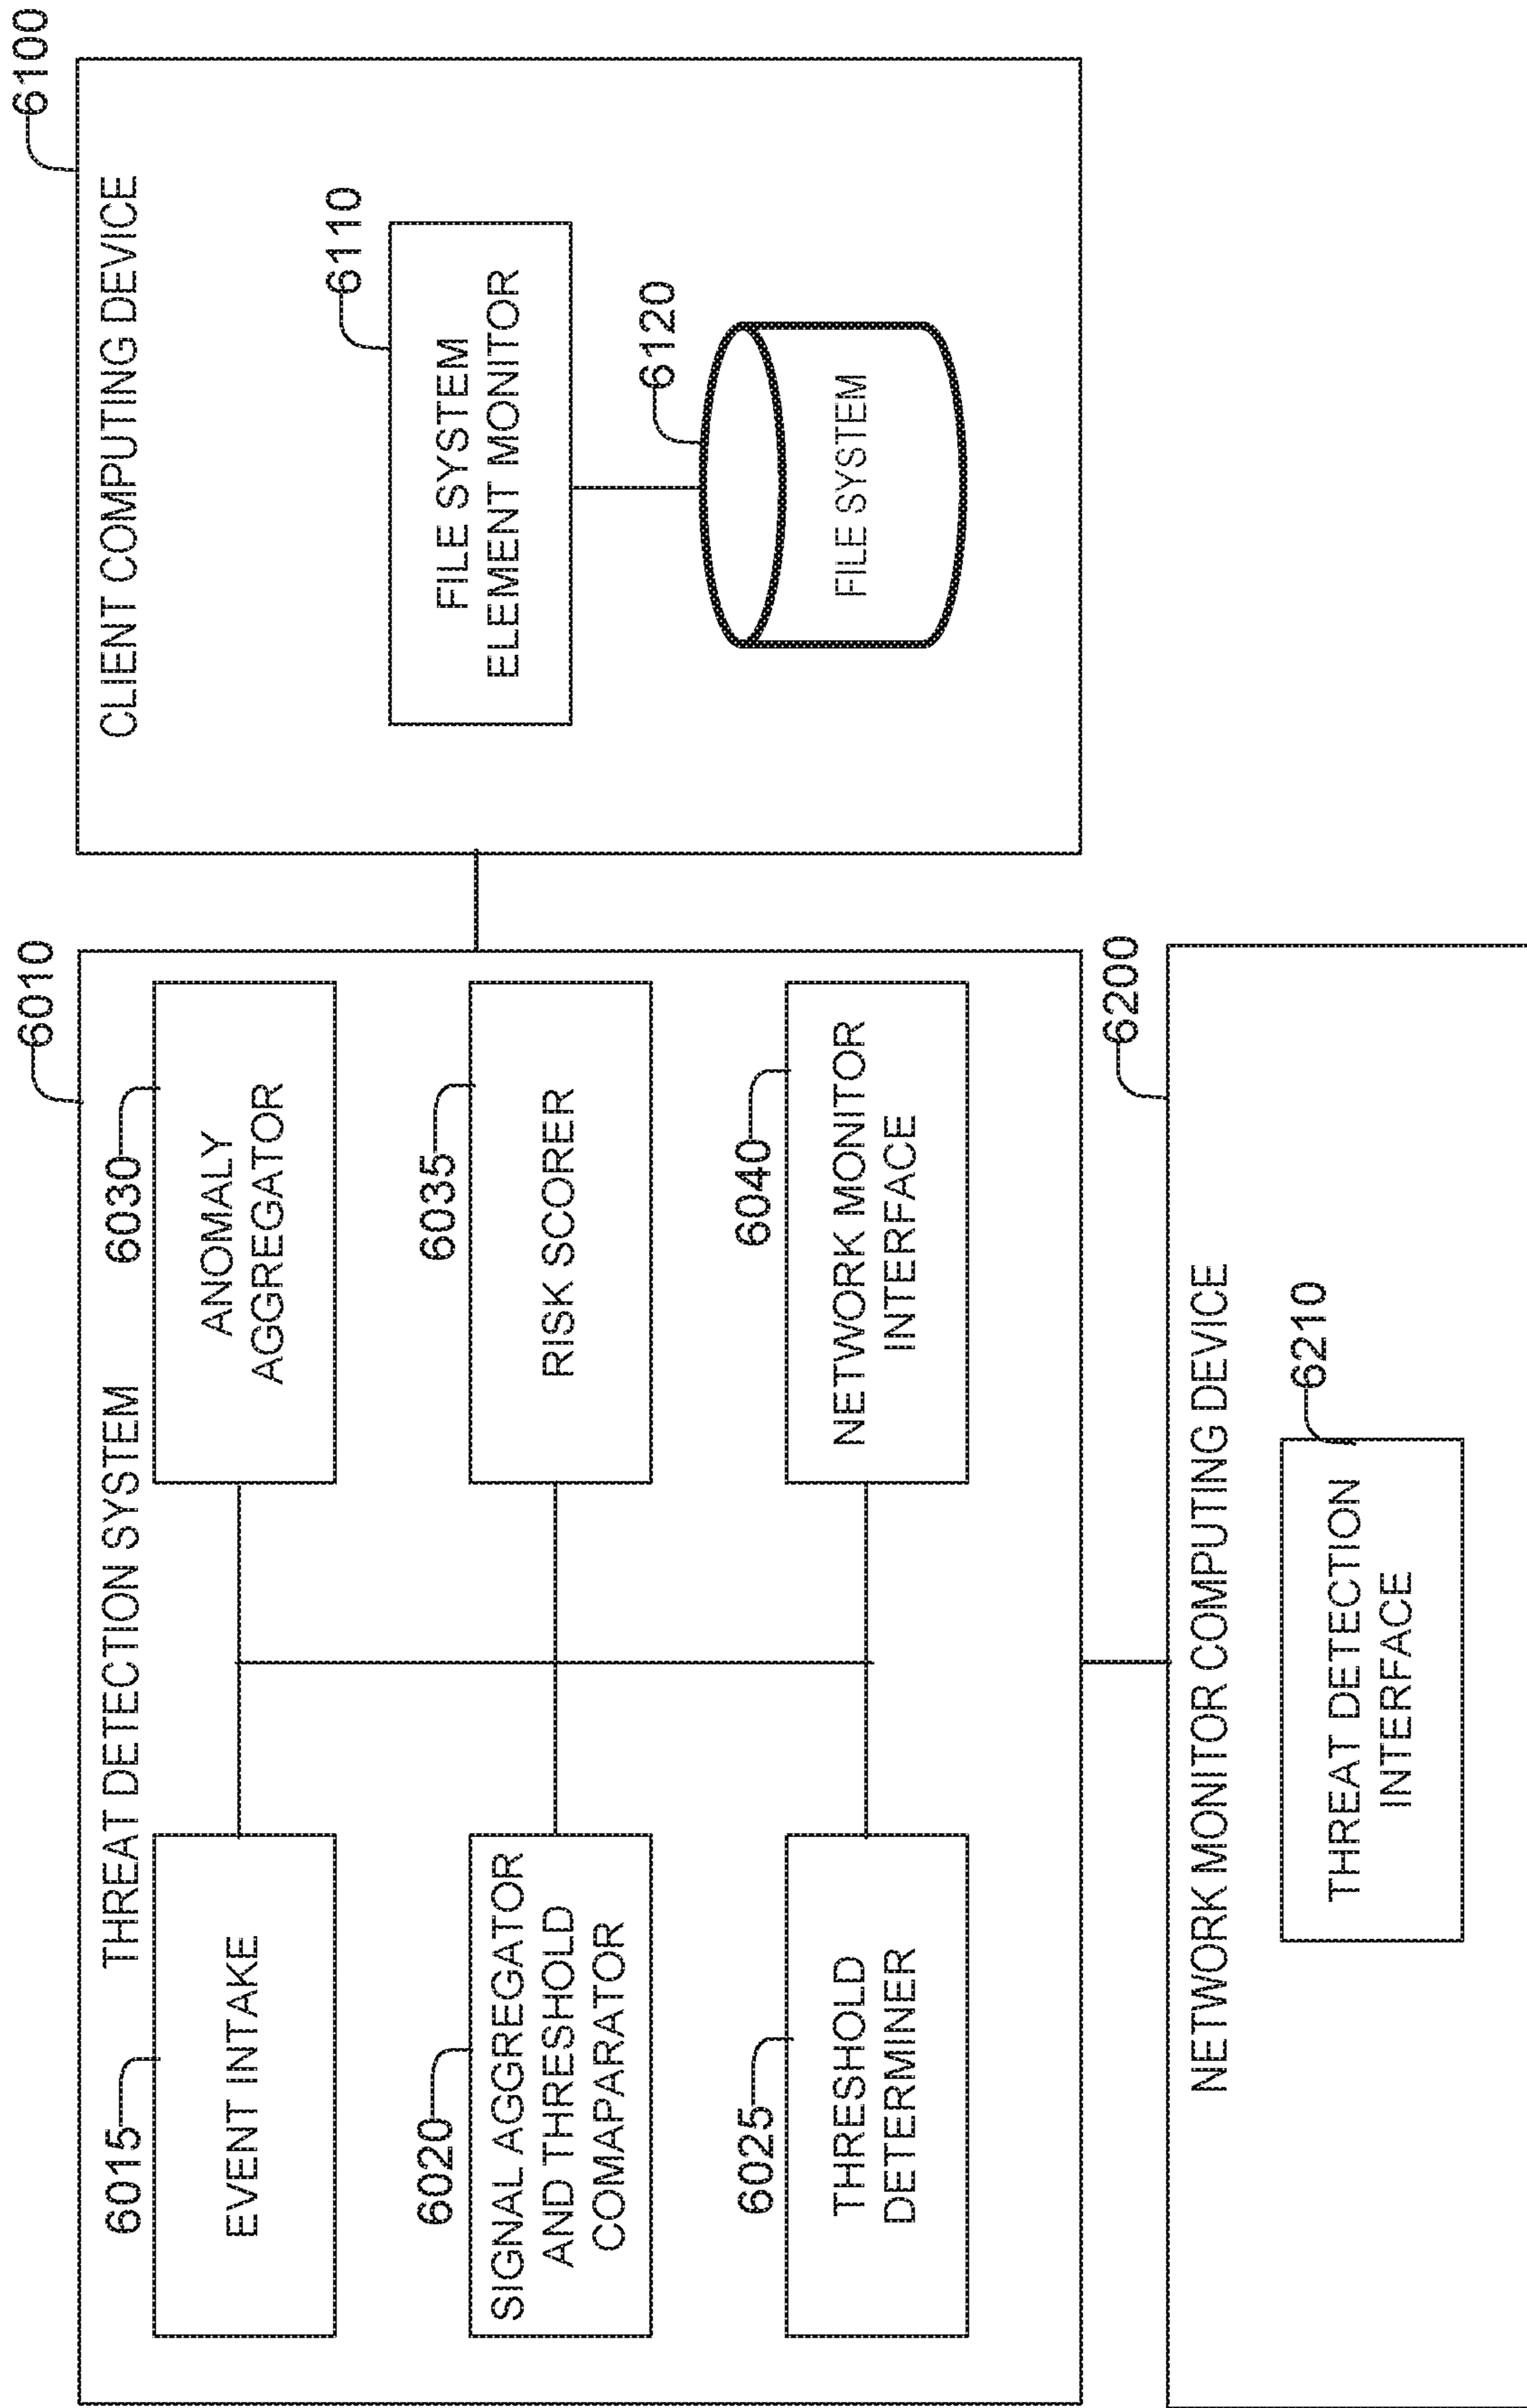 6010
THREAT DETECTION SYSTEM
6015
EVENT INTAKE
6020
SIGNAL AGGREGATOR
AND THRESHOLD
COMAPARATOR
6025
THRESHOLD
DETERMINER
6030
ANOMALY
AGGREGATOR
6035
RISK SCORER
6040
NETWORK MONITOR
INTERFACE
6100
CLIENT COMPUTING DEVICE
6110
FILE SYSTEM
ELEMENT MONITOR
6120
FILE SYSTEM
6200
NETWORK MONITOR COMPUTING DEVICE
6210
THREAT DETECTION
INTERFACE